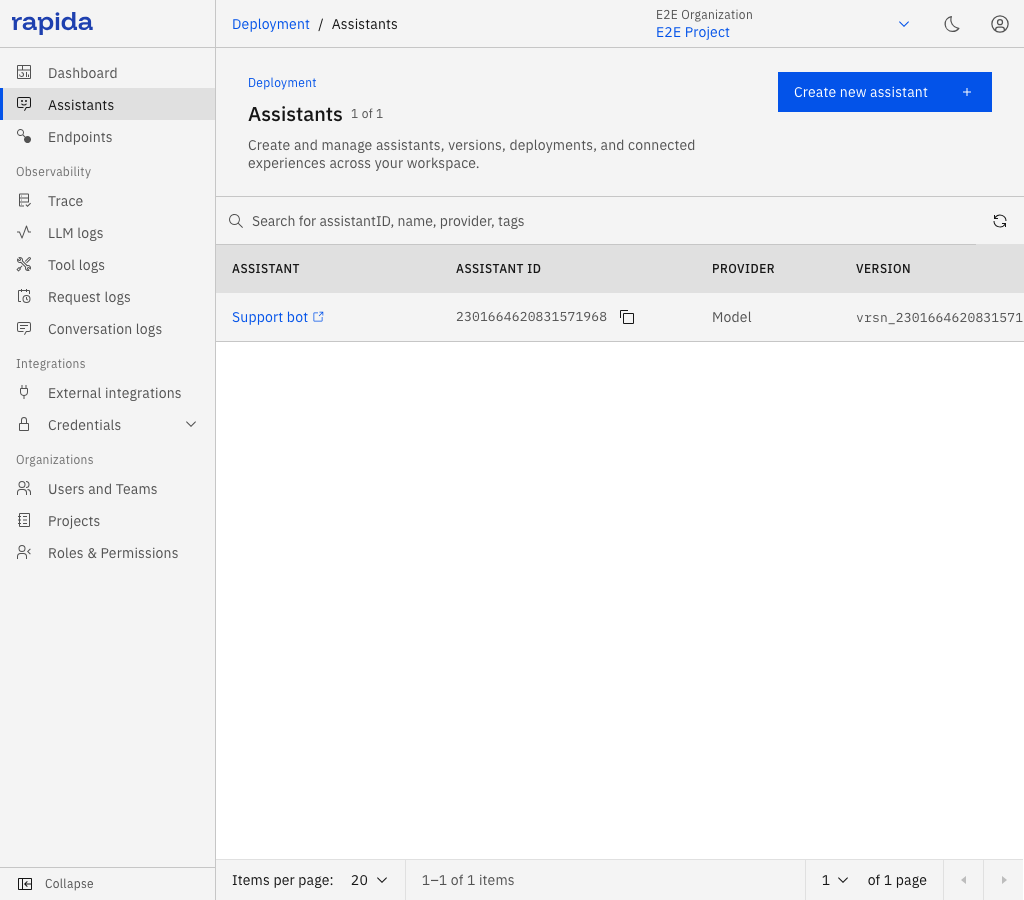 rapida
Deployment / Assistants
E2E Organization
E2E Project
Dashboard
Assistants
Endpoints
Observability
Trace
LLM logs
Tool logs
Request logs
Conversation logs
Integrations
External integrations
Credentials
Organizations
Users and Teams
Projects
Roles & Permissions
Collapse
Deployment
Assistants 1 of 1
Create and manage assistants, versions, deployments, and connected
experiences across your workspace.
Create new assistant +
Search for assistantID, name, provider, tags
ASSISTANT ASSISTANT ID PROVIDER VERSION
Support bot 2301664620831571968 Model vrsn_2301664620831571
Items per page: 20 1–1 of 1 items 1 of 1 page